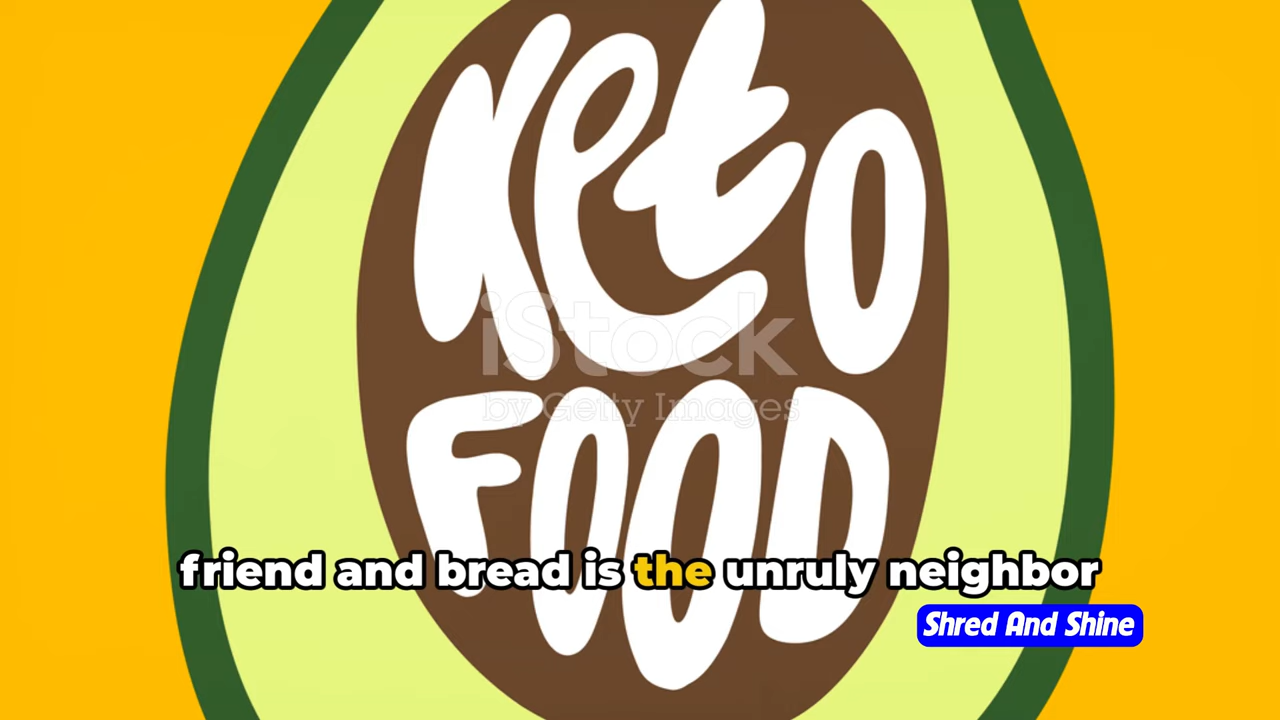 Keto
FOOD
iStock
by Getty Images
friend and bread is the unruly neighbor
Shred And Shine